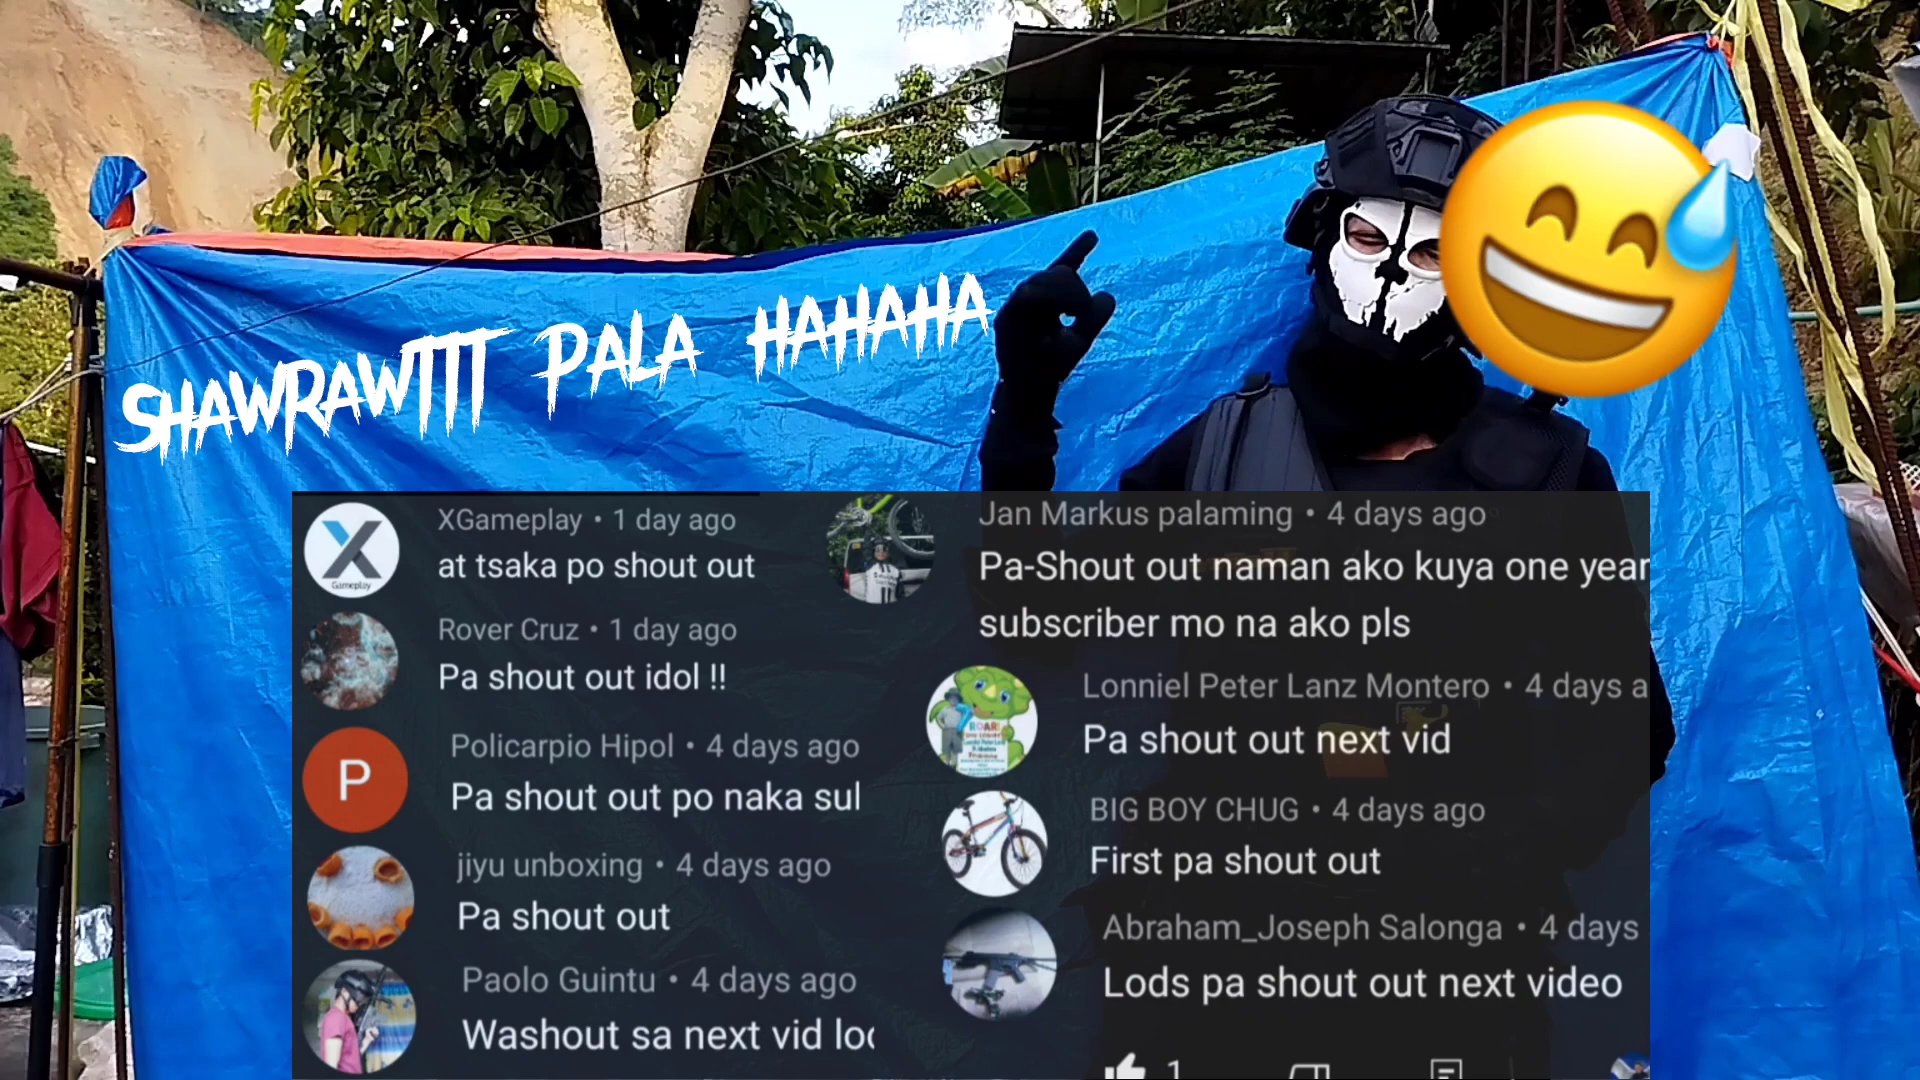 SHAWRAWTTT PALA HAHAHA
XGameplay • 1 day ago
at tsaka po shout out
Gameplay
Rover Cruz • 1 day ago
Pa shout out idol !!
Policarpio Hipol • 4 days ago
P
Pa shout out po naka
jiyu unboxing • 4 days ago
Pa shout out
Paolo Guintu • 4 days ago
Washout sa next vid
Jan Markus palaming • 4 days ago
Pa-Shout out naman ako kuya one year
subscriber mo na ako pls
Lonniel Peter Lanz Montero • 4 days a
ROAR!
Pa shout out next vid
BIG BOY CHUG • 4 days ago
First pa shout out
Abraham_Joseph Salonga • 4 days
Lods pa shout out next video
1